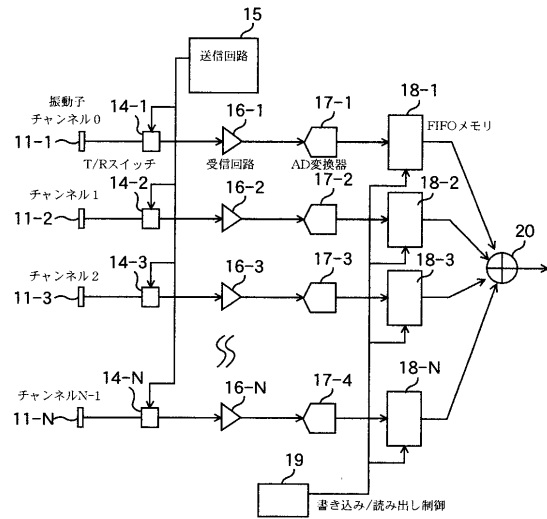 15
送信回路
振動子
チャンネル0
14-1
16-1
17-1
18-1
11-1
T/Rスイッチ
受信回路
AD変換器
FIFOメモリ
チャンネル1
14-2
16-2
17-2
18-2
11-2
20
チャンネル2
14-3
16-3
17-3
18-3
11-3
チャンネルN-1
14-N
16-N
17-4
18-N
11-N
19
書き込み/読み出し制御